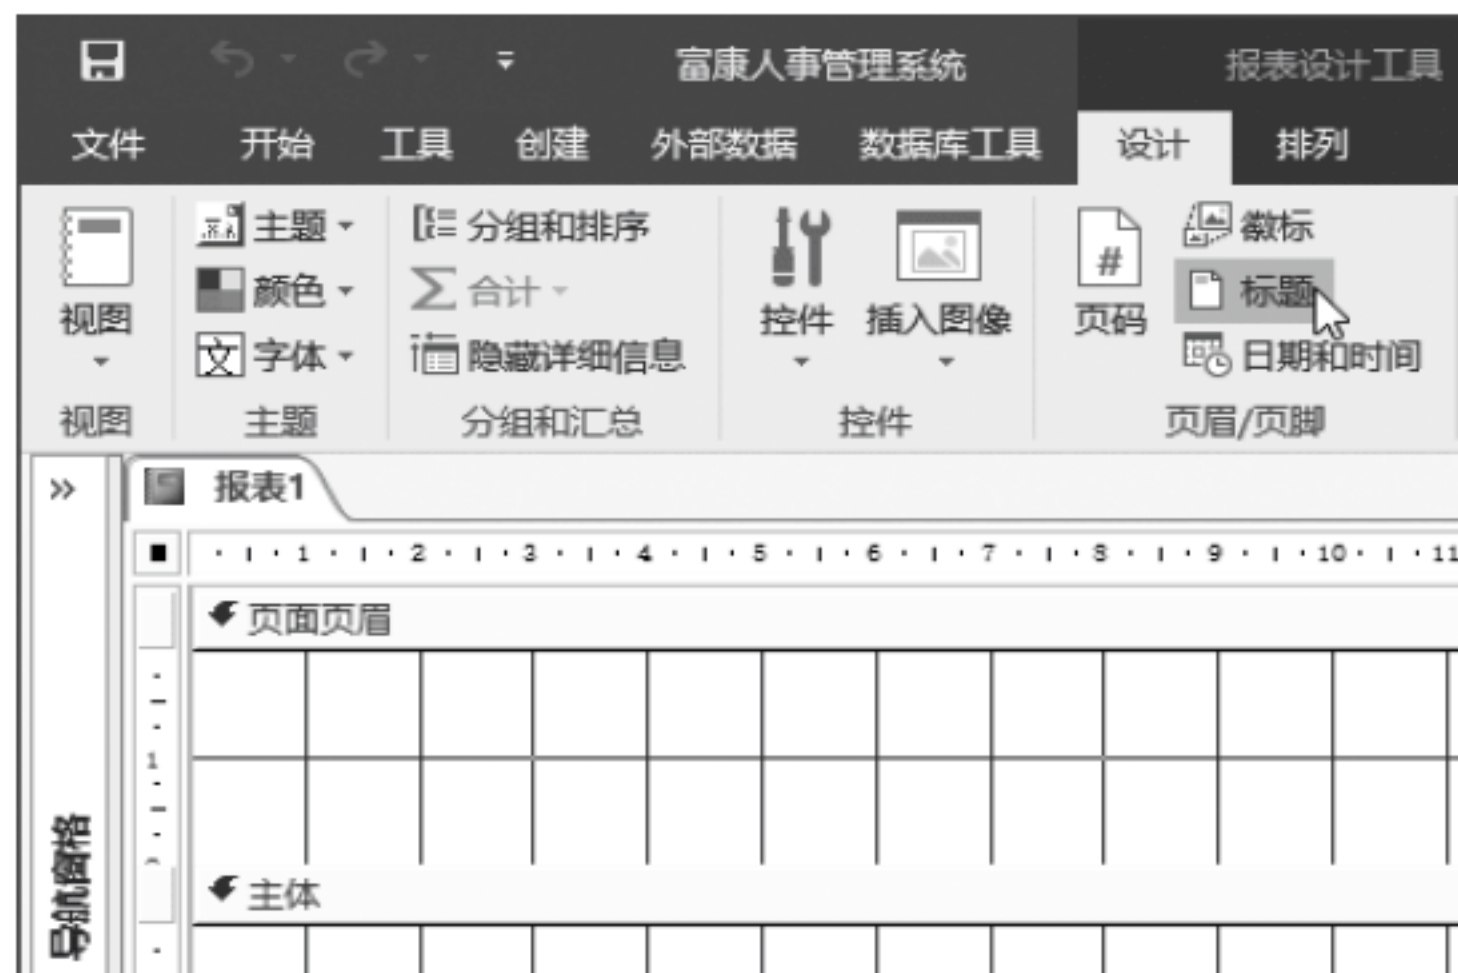 富康人事管理系统 报表设计工具
文件 开始 工具 创建 外部数据 数据库工具 设计 排列
主题 分组和排序 徽标
颜色 合计 标题
视图 控件 插入图像 # 页码
文 字体 隐藏详细信息 日期和时间
视图 主题 分组和汇总 控件 页眉/页脚
» 报表1
1 2 3 4 5 6 7 8 9 10 11
页面页眉
1
导航窗格
主体